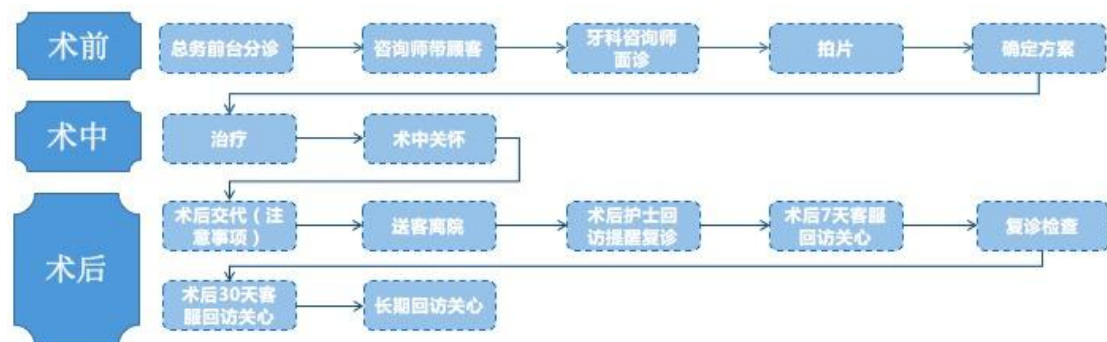 术前
总务前台分诊
咨询师带顾客
牙科咨询师
面诊
拍片
确定方案
术中
治疗
术中关怀
术后
术后交代（注
意事项）
送客离院
术后护士回
访提醒复诊
术后7天客服
回访关心
复诊检查
术后30天客
服回访关心
长期回访关心